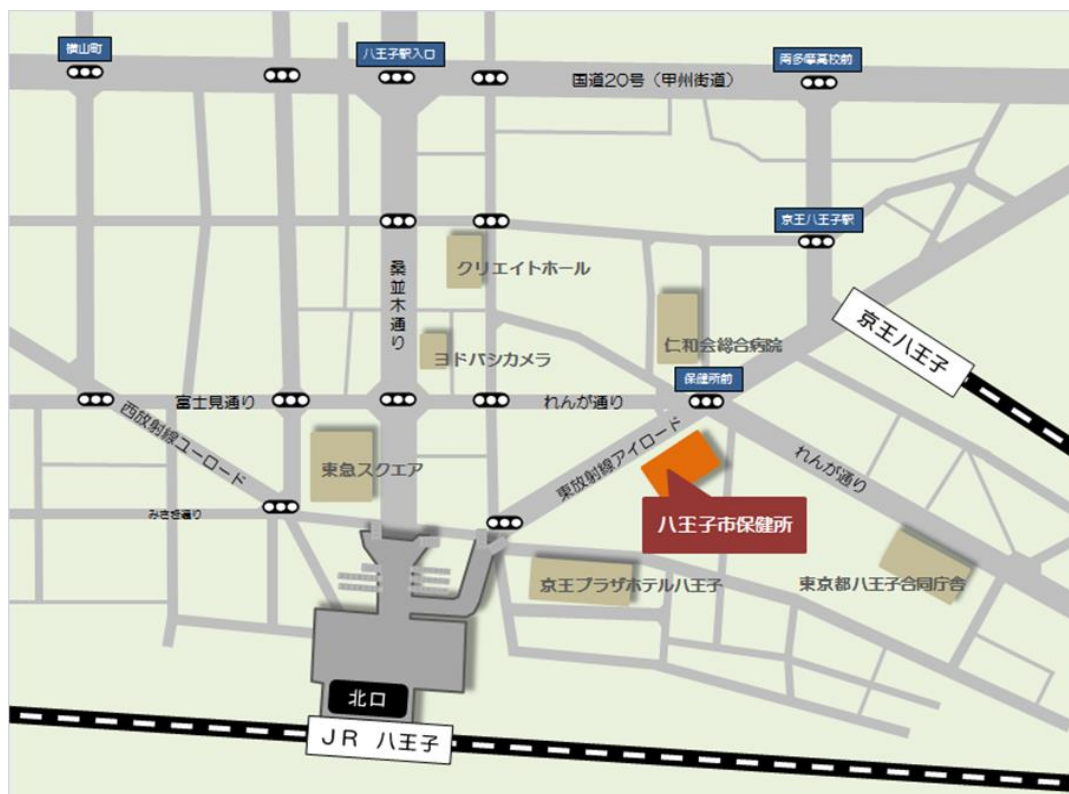 横山町
八王子駅入口
南多摩高校前
国道20号（甲州街道）
京王八王子駅
桑並木通り
クリエイトホール
京王八王子
ヨドバシカメラ
仁和会総合病院
保健所前
富士見通り
れんが通り
西放射線ユーロード
東急スクエア
東放射線アイロード
れんが通り
みさき通り
八王子市保健所
京王プラザホテル八王子
東京都八王子合同庁舎
北口
JR 八王子